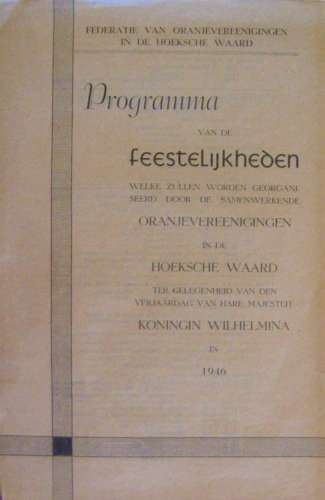 FEDERATIE VAN ORANJEVEREENIGINGEN
IN DE HOEKSCHE WAARD
Programma
VAN DE
feestelijkheden
WELKE ZULLEN WORDEN GEORGANI
SEERD DOOR DE SAMENWERKENDE
ORANJEVEREENIGINGEN
IN DE
HOEKSCHE WAARD
TER GELEGENHEID VAN DEN
VERJAARDAG VAN HARE MAJESTEIT
KONINGIN WILHELMINA
IN
1946